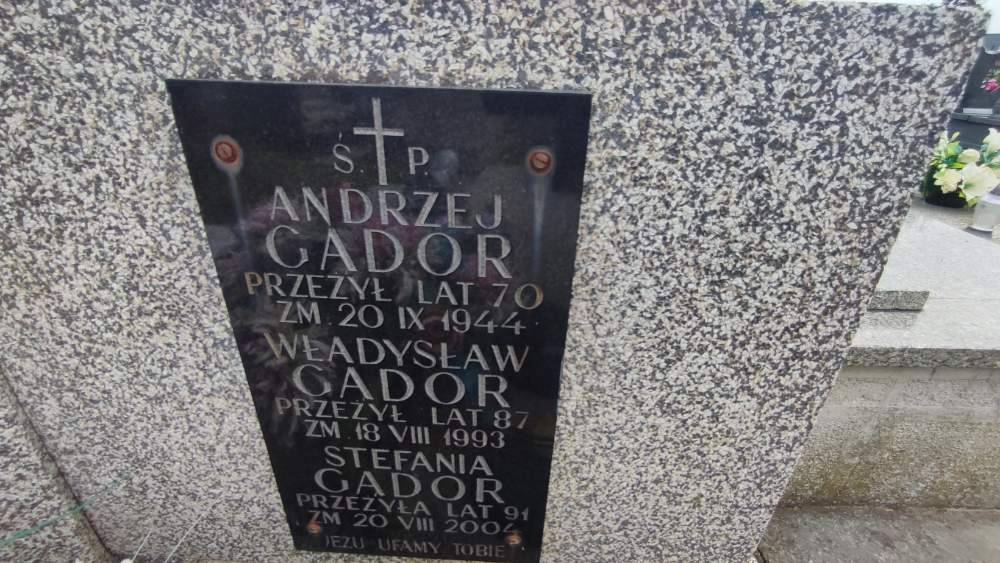 Ś. P.
ANDRZEJ
GADOR
PRZEŻYŁ LAT 70
ZM. 20 IX 1944
WŁADYSŁAW
GADOR
PRZEŻYŁ LAT 87
ZM. 18 VIII 1993
STEFANIA
GADOR
PRZEŻYŁA LAT 91
ZM 20 VIII 2004
JEZU UFAMY TOBIE